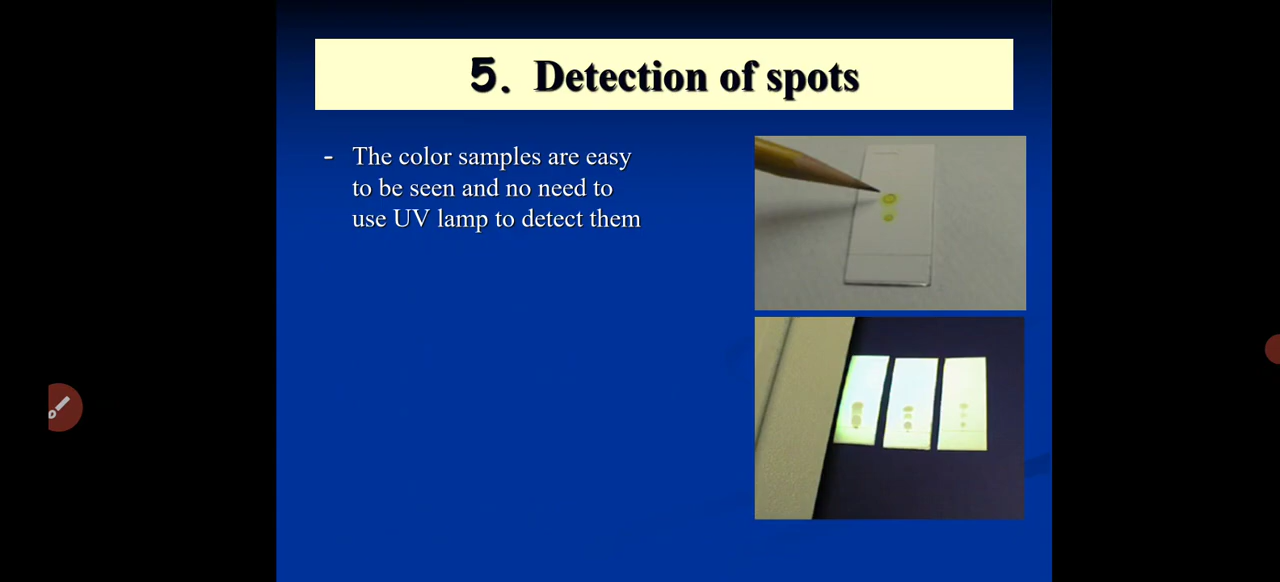 5. Detection of spots
- The color samples are easy
to be seen and no need to
use UV lamp to detect them